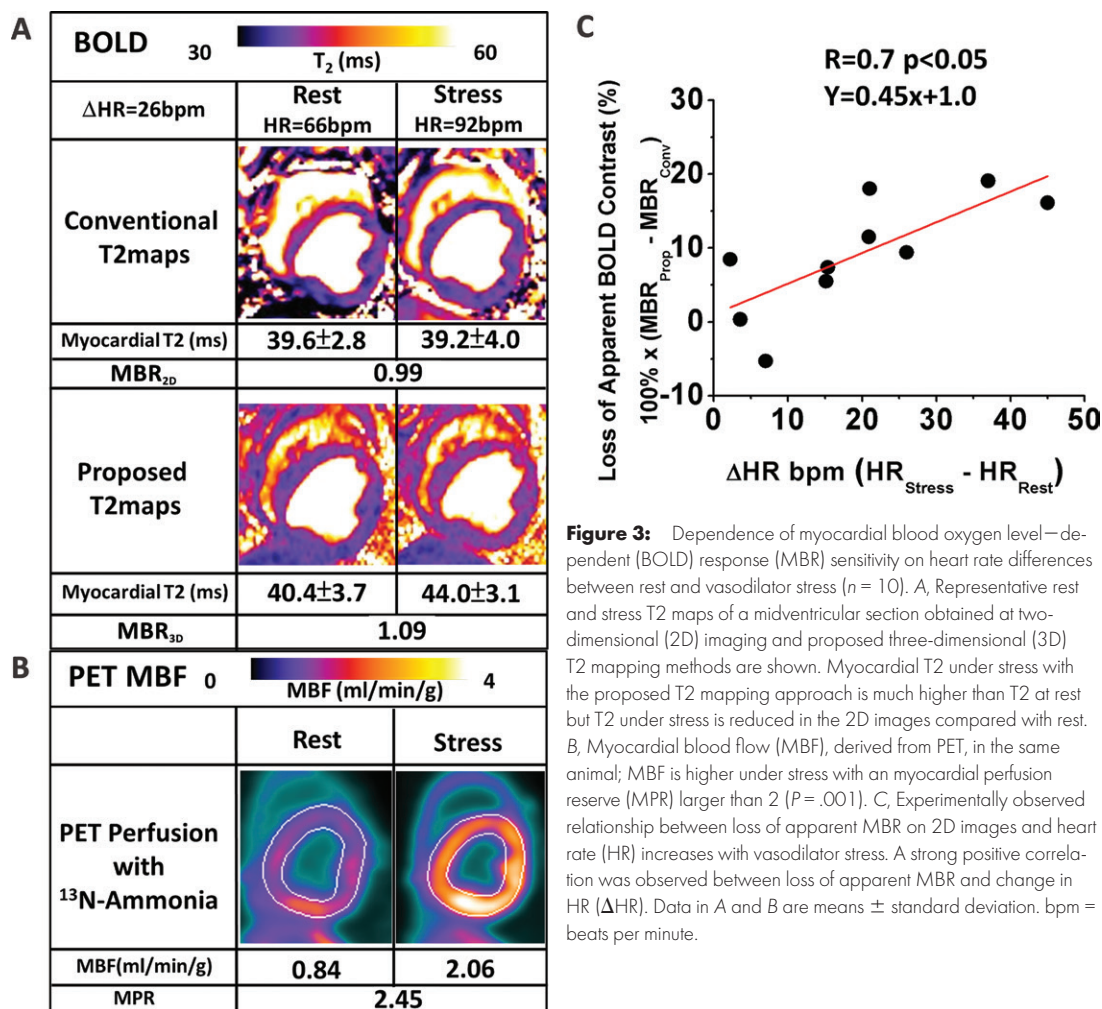 A
BOLD
30
60
T₂ (ms)
ΔHR=26bpm
Rest
HR=66bpm
Stress
HR=92bpm
Conventional
T2maps
Myocardial T2 (ms)
39.6±2.8
39.2±4.0
MBR2D
0.99
Proposed
T2maps
Myocardial T2 (ms)
40.4±3.7
44.0±3.1
MBR3D
1.09
B
PET MBF
0
4
MBF(ml/min/g)
Rest
Stress
PET Perfusion
with
¹³N-Ammonia
MBF(ml/min/g)
0.84
2.06
MPR
2.45
C
R=0.7 p<0.05
Y=0.45x+1.0
Loss of Apparent BOLD Contrast (%)
100% x (MBRProp - MBRConv)
30
20
10
0
-10
0
10
20
30
40
50
ΔHR bpm (HRStress - HRRest)
Figure 3: Dependence of myocardial blood oxygen level–de-
pendent (BOLD) response (MBR) sensitivity on heart rate differences
between rest and vasodilator stress (n = 10). A, Representative rest
and stress T2 maps of a midventricular section obtained at two-
dimensional (2D) imaging and proposed three-dimensional (3D)
T2 mapping methods are shown. Myocardial T2 under stress with
the proposed T2 mapping approach is much higher than T2 at rest
but T2 under stress is reduced in the 2D images compared with rest.
B, Myocardial blood flow (MBF), derived from PET, in the same
animal; MBF is higher under stress with an myocardial perfusion
reserve (MPR) larger than 2 (P = .001). C, Experimentally observed
relationship between loss of apparent MBR on 2D images and heart
rate (HR) increases with vasodilator stress. A strong positive correla-
tion was observed between loss of apparent MBR and change in
HR (ΔHR). Data in A and B are means ± standard deviation. bpm =
beats per minute.